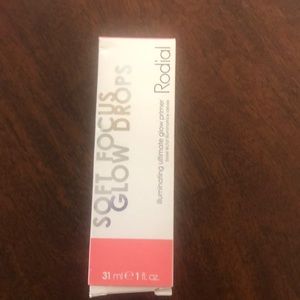 Rodial
SOFT FOCUS
GLOW DROPS
illuminating ultimate glow primer
31 ml ℮ 1 fl. oz.